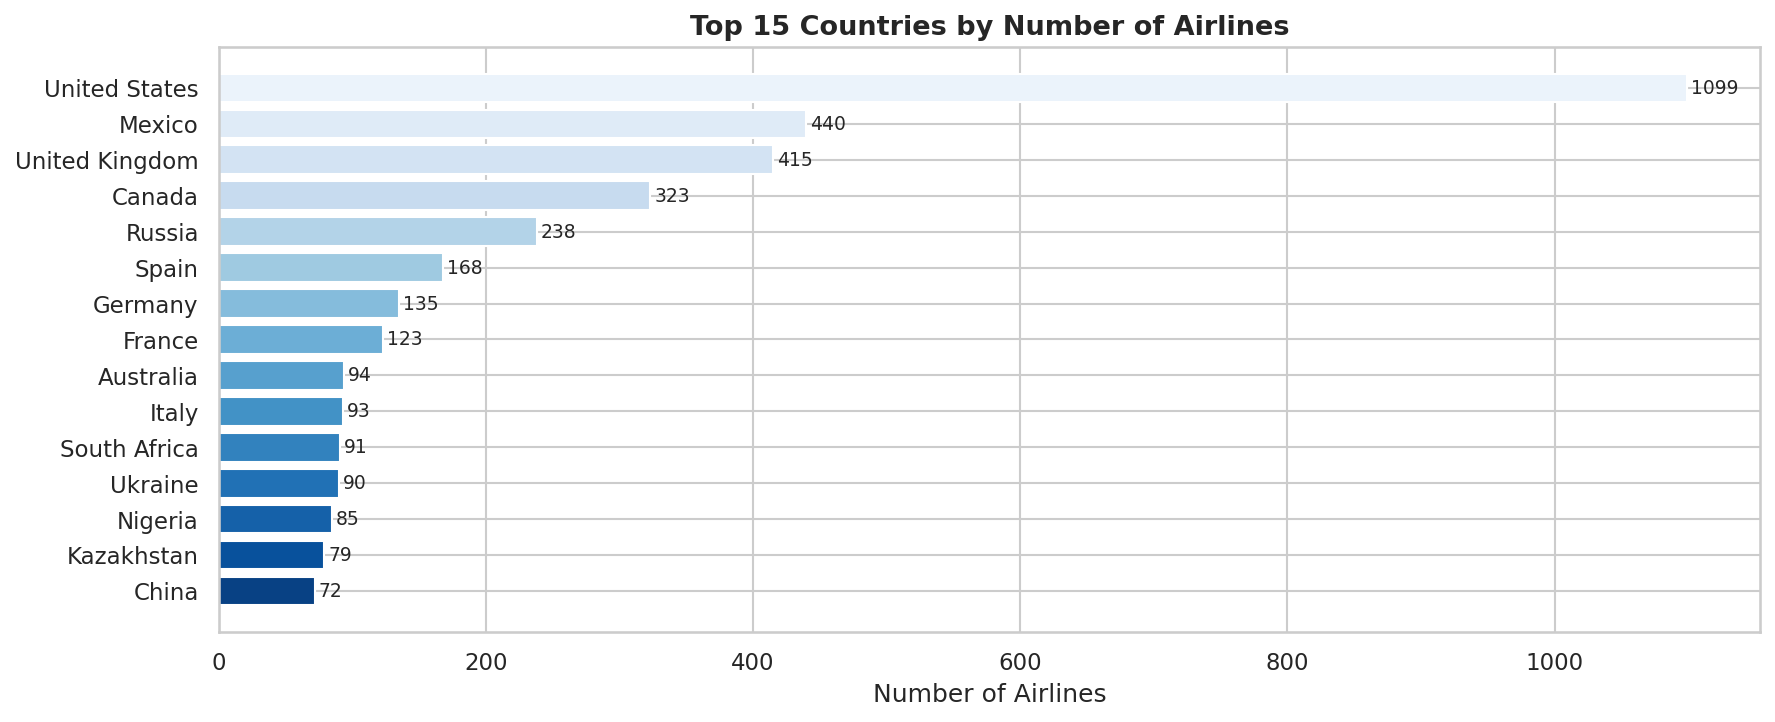 Top 15 Countries by Number of Airlines
United States 1099
Mexico 440
United Kingdom 415
Canada 323
Russia 238
Spain 168
Germany 135
France 123
Australia 94
Italy 93
South Africa 91
Ukraine 90
Nigeria 85
Kazakhstan 79
China 72
0 200 400 600 800 1000
Number of Airlines